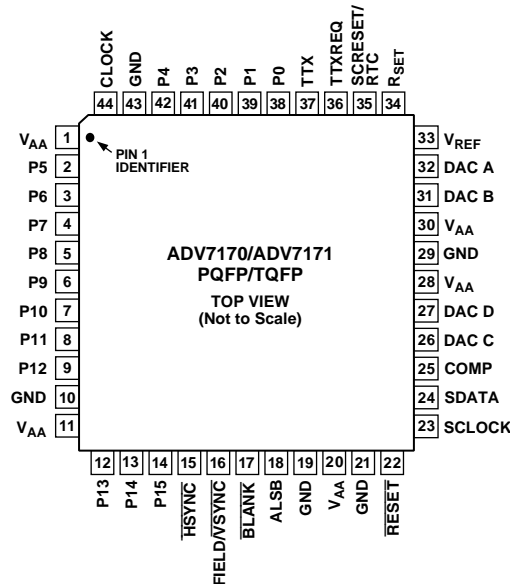 CLOCK
GND
P4
P3
P2
P1
P0
TTX
TTXREQ
SCRESET/
RTC
RSET
44 43 42 41 40 39 38 37 36 35 34
VAA 1
P5 2
P6 3
P7 4
P8 5
P9 6
P10 7
P11 8
P12 9
GND 10
VAA 11
PIN 1
IDENTIFIER
ADV7170/ADV7171
PQFP/TQFP
TOP VIEW
(Not to Scale)
33 VREF
32 DAC A
31 DAC B
30 VAA
29 GND
28 VAA
27 DAC D
26 DAC C
25 COMP
24 SDATA
23 SCLOCK
12 13 14 15 16 17 18 19 20 21 22
P13
P14
P15
HSYNC
FIELD/VSYNC
BLANK
ALSB
GND
VAA
GND
RESET